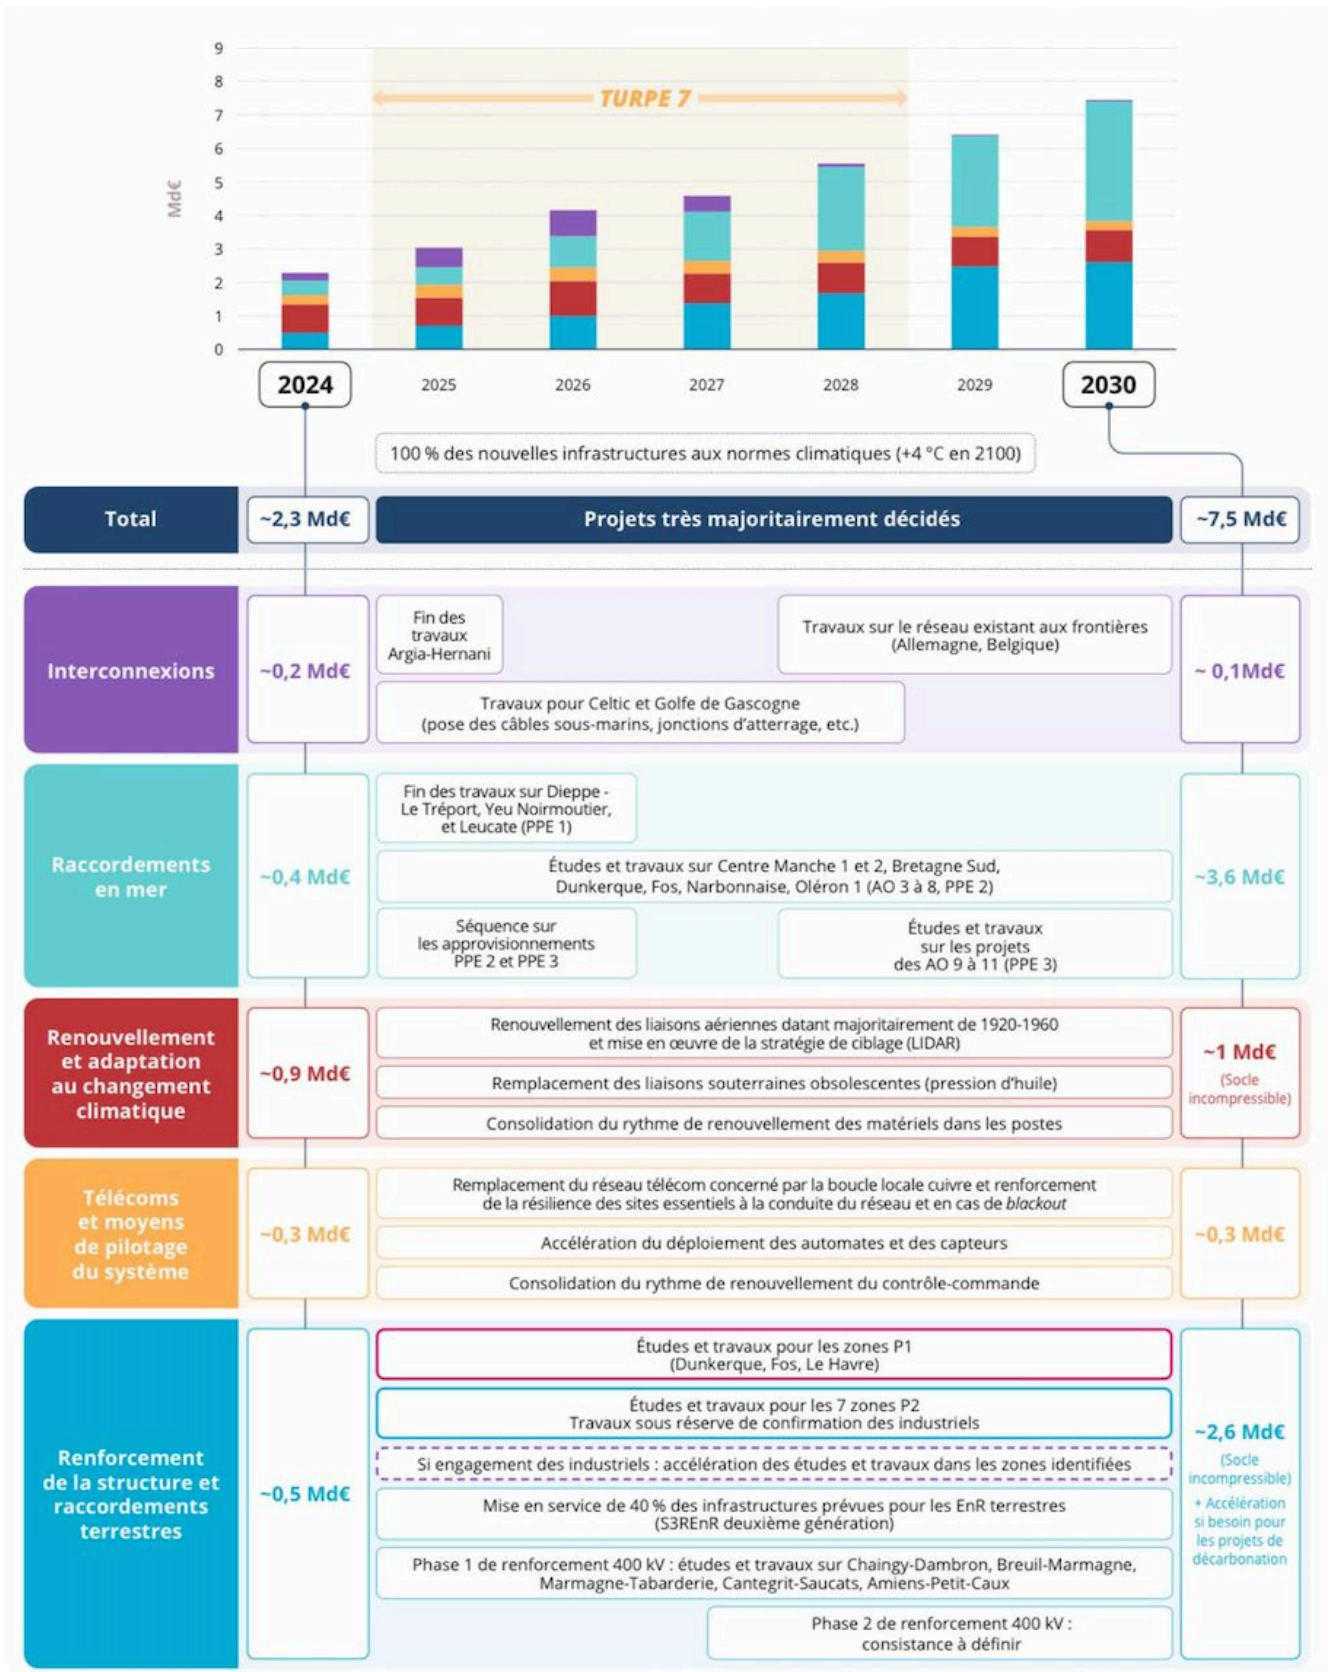 9
8
7
6
5
4
3
2
1
0
Md€
TURPE 7
2024
2025
2026
2027
2028
2029
2030
100 % des nouvelles infrastructures aux normes climatiques (+4 °C en 2100)
Total
~2,3 Md€
Projets très majoritairement décidés
~7,5 Md€
Interconnexions
~0,2 Md€
Fin des
travaux
Argia-Hernani
Travaux sur le réseau existant aux frontières
(Allemagne, Belgique)
Travaux pour Celtic et Golfe de Gascogne
(pose des câbles sous-marins, jonctions d'atterrage, etc.)
~ 0,1Md€
Raccordements
en mer
~0,4 Md€
Fin des travaux sur Dieppe -
Le Tréport, Yeu Noirmoutier,
et Leucate (PPE 1)
Études et travaux sur Centre Manche 1 et 2, Bretagne Sud,
Dunkerque, Fos, Narbonnaise, Oléron 1 (AO 3 à 8, PPE 2)
Séquence sur
les approvisionnements
PPE 2 et PPE 3
Études et travaux
sur les projets
des AO 9 à 11 (PPE 3)
~3,6 Md€
Renouvellement
et adaptation
au changement
climatique
~0,9 Md€
Renouvellement des liaisons aériennes datant majoritairement de 1920-1960
et mise en œuvre de la stratégie de ciblage (LIDAR)
Remplacement des liaisons souterraines obsolescentes (pression d'huile)
Consolidation du rythme de renouvellement des matériels dans les postes
~1 Md€
(Socle
incompressible)
Télécoms
et moyens
de pilotage
du système
~0,3 Md€
Remplacement du réseau télécom concerné par la boucle locale cuivre et renforcement
de la résilience des sites essentiels à la conduite du réseau et en cas de blackout
Accélération du déploiement des automates et des capteurs
Consolidation du rythme de renouvellement du contrôle-commande
~0,3 Md€
Renforcement
de la structure et
raccordements
terrestres
~0,5 Md€
Études et travaux pour les zones P1
(Dunkerque, Fos, Le Havre)
Études et travaux pour les 7 zones P2
Travaux sous réserve de confirmation des industriels
Si engagement des industriels : accélération des études et travaux dans les zones identifiées
Mise en service de 40 % des infrastructures prévues pour les EnR terrestres
(S3REnR deuxième génération)
Phase 1 de renforcement 400 kV : études et travaux sur Chaingy-Dambron, Breuil-Marmagne,
Marmagne-Tabarderie, Cantegrit-Saucats, Amiens-Petit-Caux
Phase 2 de renforcement 400 kV :
consistance à définir
~2,6 Md€
(Socle
incompressible)
+ Accélération
si besoin pour
les projets de
décarbonation